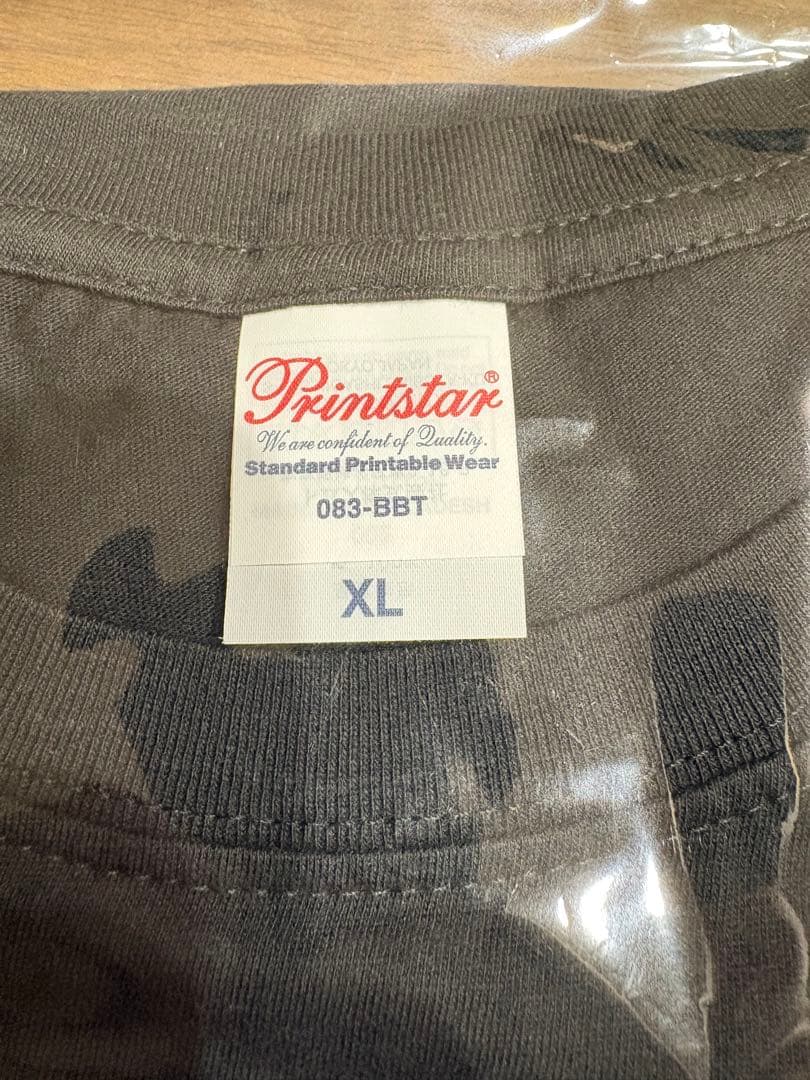 Printstar®
We are confident of Quality.
Standard Printable Wear
083-BBT
XL